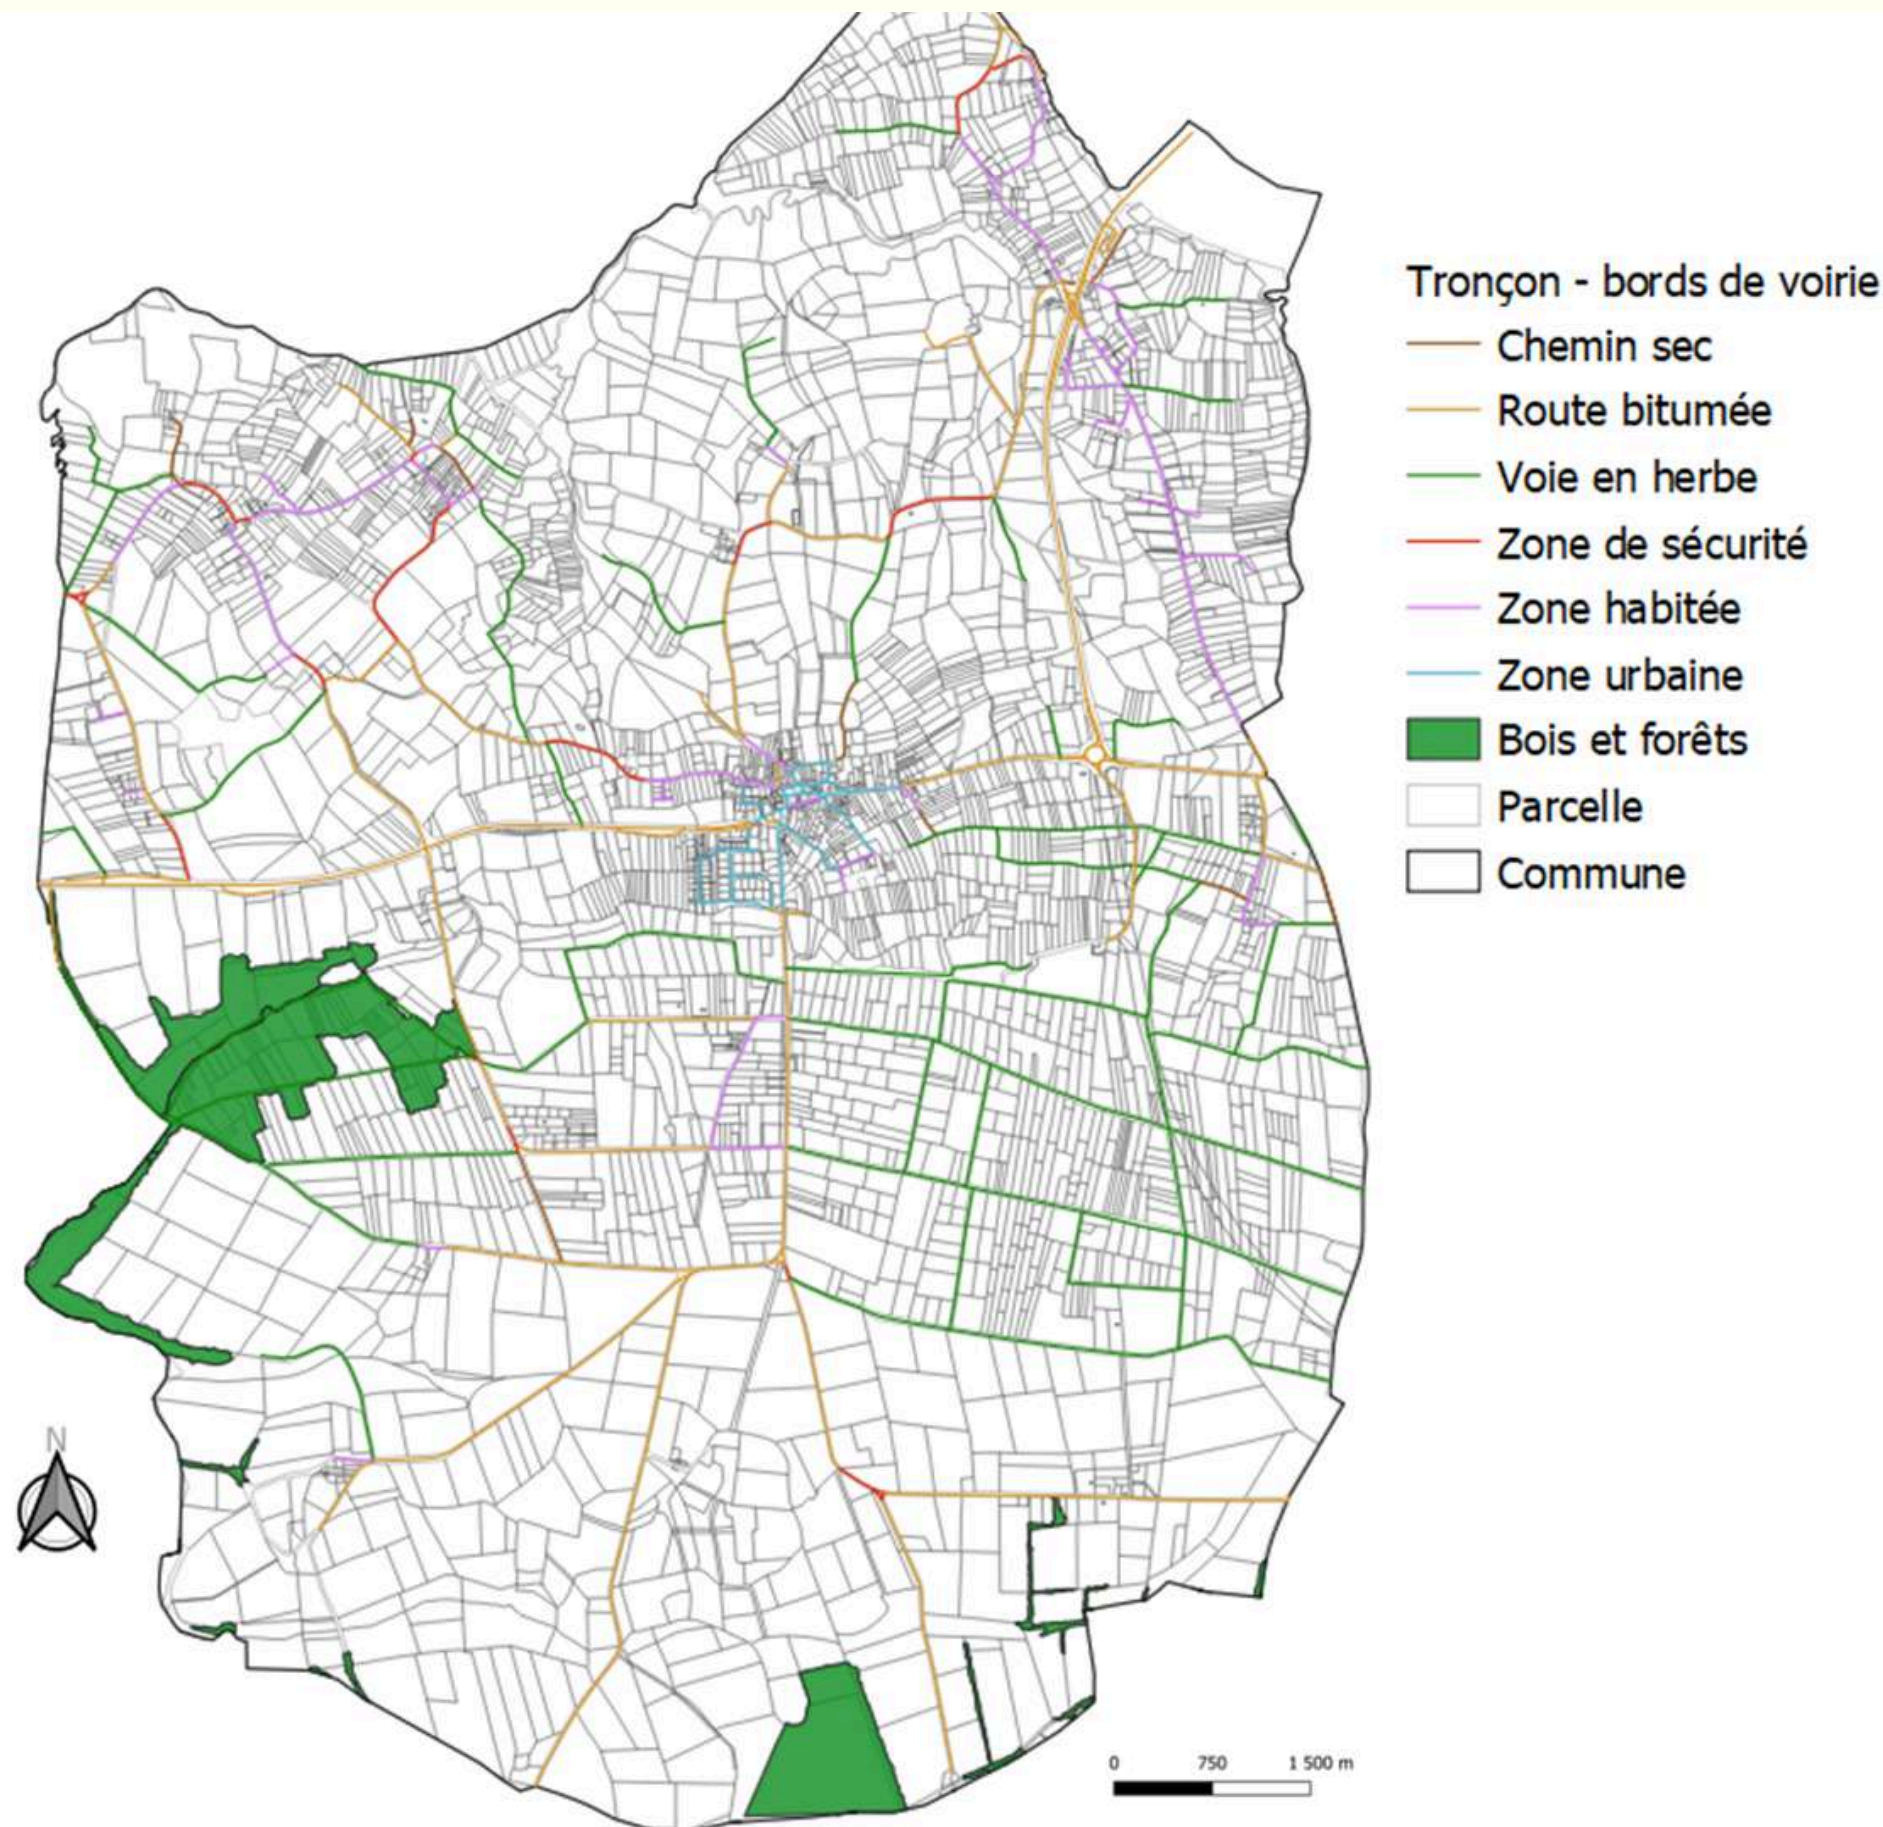 Tronçon - bords de voirie
Chemin sec
Route bitumée
Voie en herbe
Zone de sécurité
Zone habitée
Zone urbaine
Bois et forêts
Parcelle
Commune
N
0 750 1 500 m